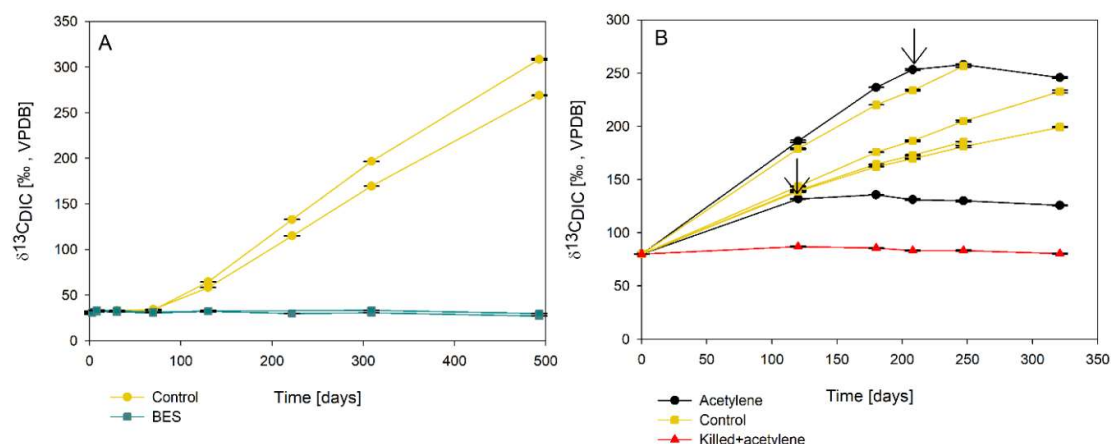 A
350
300
250
200
150
100
50
0
δ13CDIC [‰ , VPDB]
0 100 200 300 400 500
Time [days]
Control
BES
B
300
250
200
150
100
50
0
δ13CDIC [‰ , VPDB]
0 50 100 150 200 250 300 350
Time [days]
Acetylene
Control
Killed+acetylene